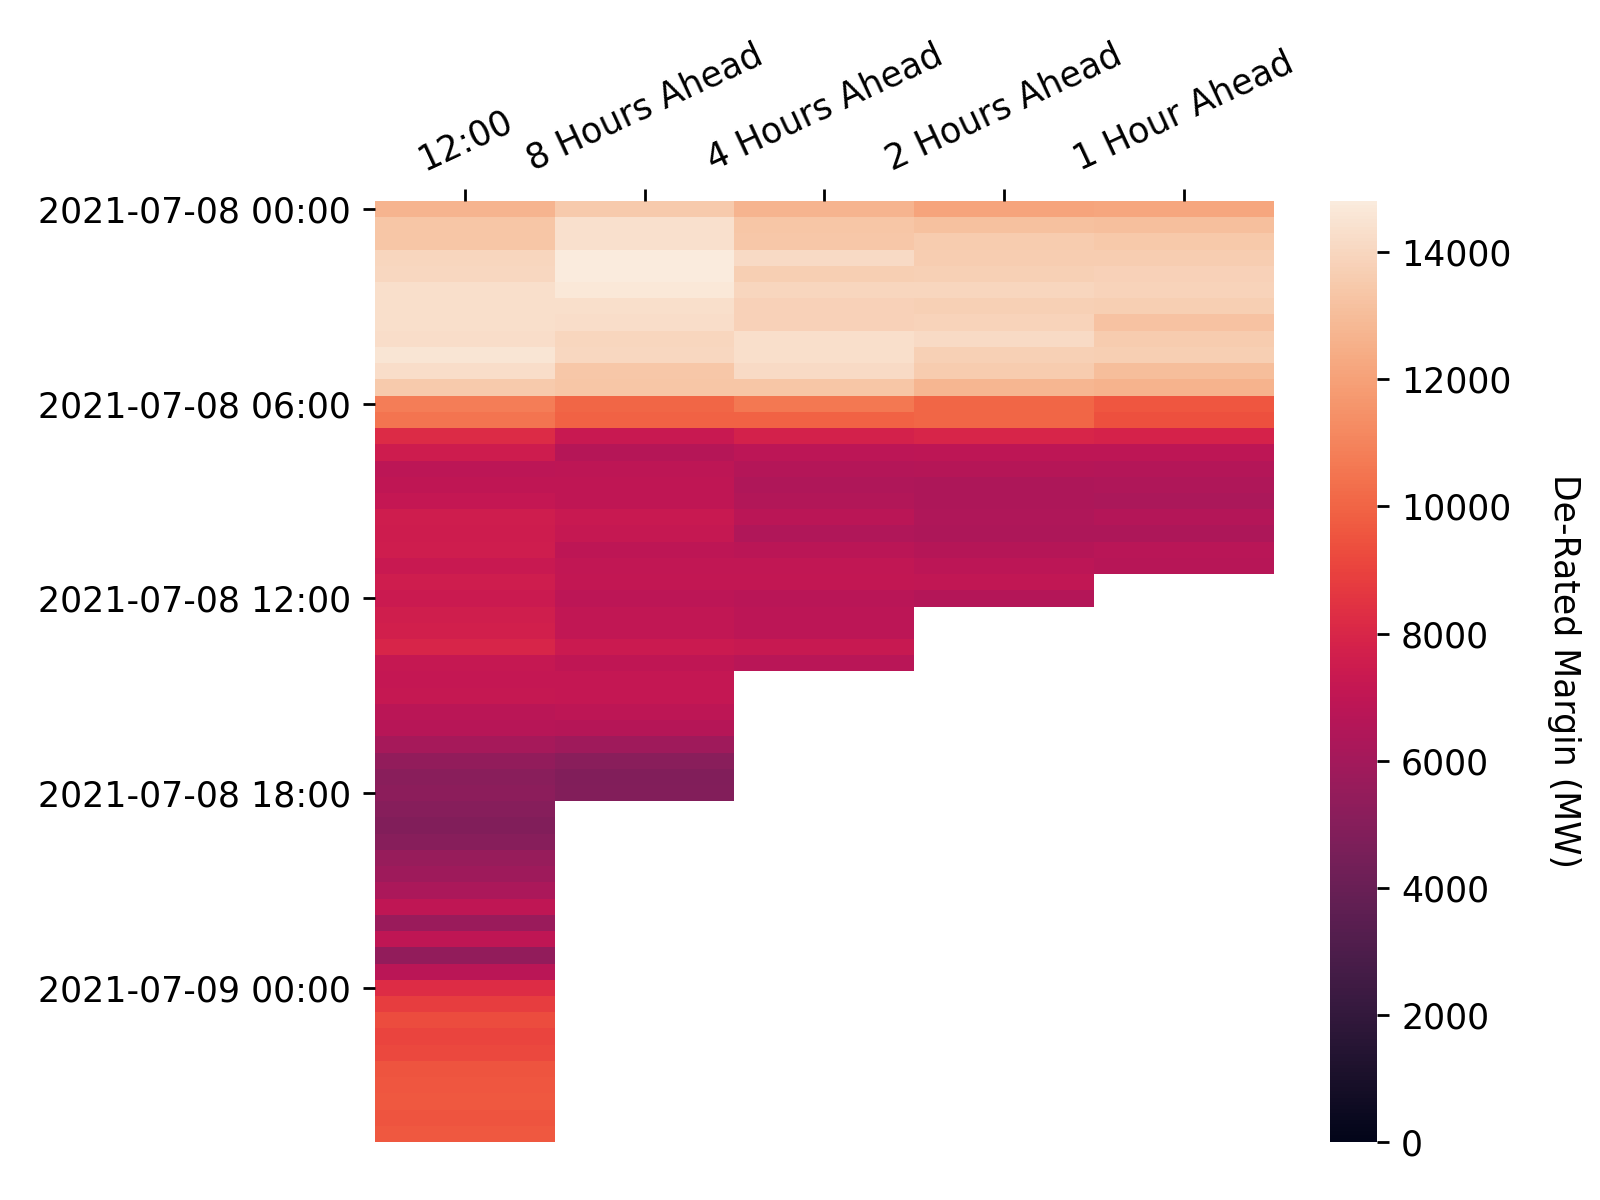 12:00
8 Hours Ahead
4 Hours Ahead
2 Hours Ahead
1 Hour Ahead
2021-07-08 00:00
2021-07-08 06:00
2021-07-08 12:00
2021-07-08 18:00
2021-07-09 00:00
14000
12000
10000
8000
6000
4000
2000
0
De-Rated Margin (MW)